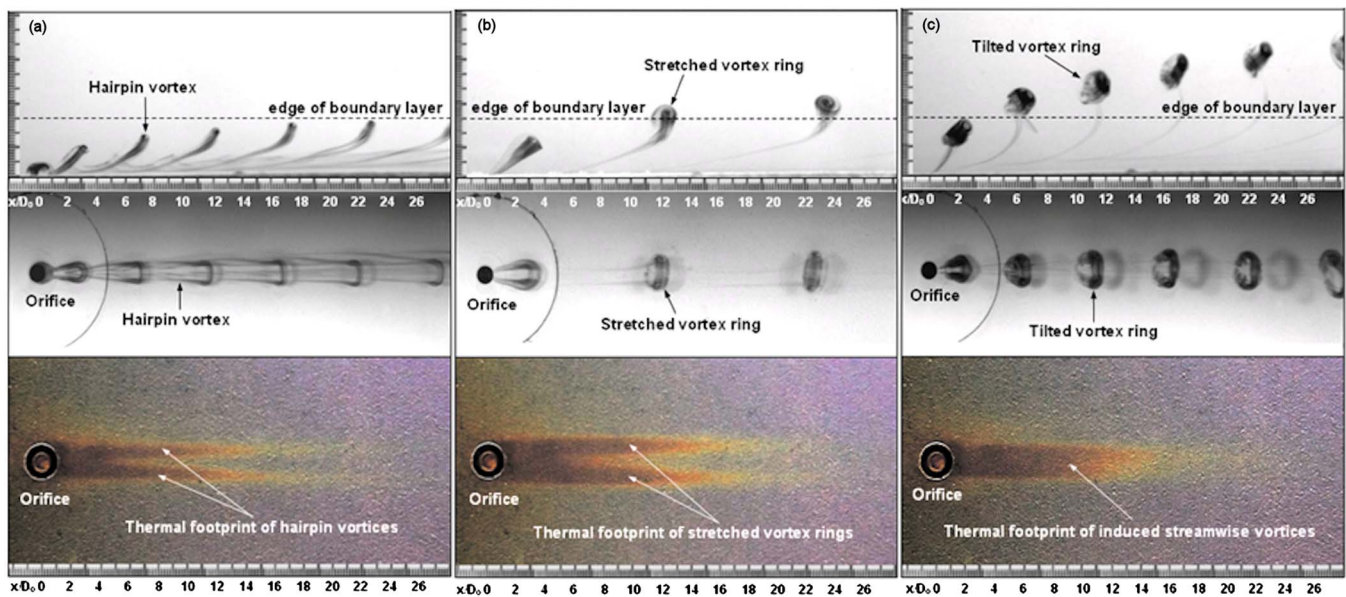 (a)
Hairpin vortex
edge of boundary layer
x/D₀ 0 2 4 6 8 10 12 14 16 18 20 22 24 26
Orifice
Hairpin vortex
Orifice
Thermal footprint of hairpin vortices
x/D₀ 0 2 4 6 8 10 12 14 16 18 20 22 24 26
(b)
Stretched vortex ring
edge of boundary layer
x/D₀ 0 2 4 6 8 10 12 14 16 18 20 22 24 26
Orifice
Stretched vortex ring
Orifice
Thermal footprint of stretched vortex rings
x/D₀ 0 2 4 6 8 10 12 14 16 18 20 22 24 26
(c)
Tilted vortex ring
edge of boundary layer
x/D₀ 0 2 4 6 8 10 12 14 16 18 20 22 24 26
Orifice
Tilted vortex ring
Orifice
Thermal footprint of induced streamwise vortices
x/D₀ 0 2 4 6 8 10 12 14 16 18 20 22 24 26